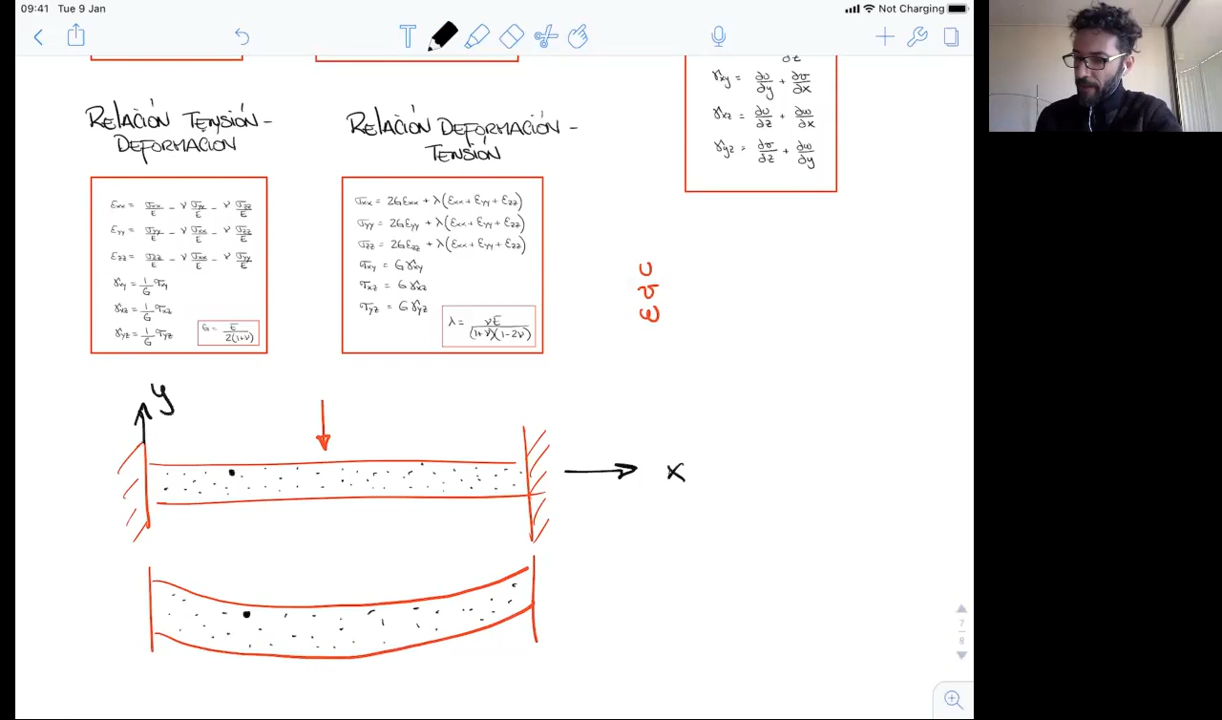 09:41 Tue 9 Jan
Not Charging
∂z
γxy = ∂u/∂y + ∂v/∂x
γxz = ∂u/∂z + ∂w/∂x
γyz = ∂v/∂z + ∂w/∂y
RELACIÓN TENSIÓN -
DEFORMACIÓN
εxx = σxx/E - ν σyy/E - ν σzz/E
εyy = σyy/E - ν σxx/E - ν σzz/E
εzz = σzz/E - ν σxx/E - ν σyy/E
γxy = 1/G τxy
γxz = 1/G τxz
γyz = 1/G τyz
G = E/2(1+ν)
RELACIÓN DEFORMACIÓN -
TENSIÓN
σxx = 2Gεxx + λ(εxx + εyy + εzz)
σyy = 2Gεyy + λ(εxx + εyy + εzz)
σzz = 2Gεzz + λ(εxx + εyy + εzz)
τxy = Gγxy
τxz = Gγxz
τyz = Gγyz
λ = νE/(1+ν)(1-2ν)
u
v
ω
y
x
7
8